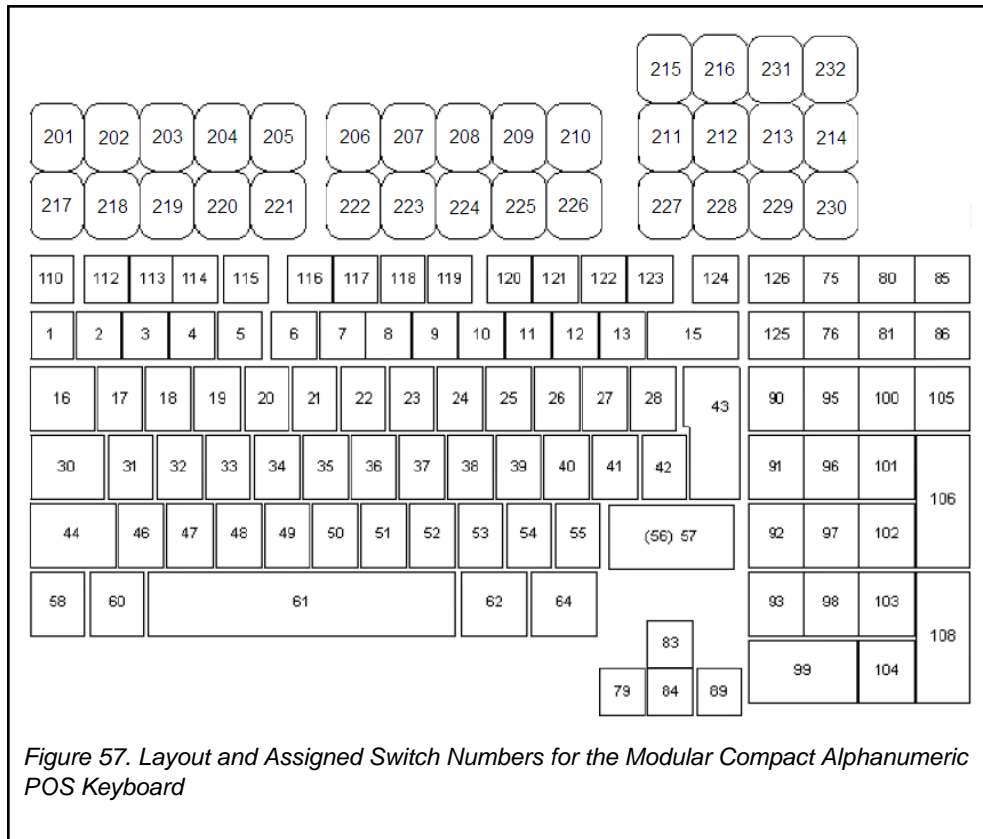 215 216 231 232
201 202 203 204 205 206 207 208 209 210 211 212 213 214
217 218 219 220 221 222 223 224 225 226 227 228 229 230
110 112 113 114 115 116 117 118 119 120 121 122 123 124 126 75 80 85
1 2 3 4 5 6 7 8 9 10 11 12 13 15 125 76 81 86
16 17 18 19 20 21 22 23 24 25 26 27 28 43 90 95 100 105
30 31 32 33 34 35 36 37 38 39 40 41 42 91 96 101 106
44 46 47 48 49 50 51 52 53 54 55 (56) 57 92 97 102
58 60 61 62 64 93 98 103 108
83
99 104
79 84 89
Figure 57. Layout and Assigned Switch Numbers for the Modular Compact Alphanumeric
POS Keyboard